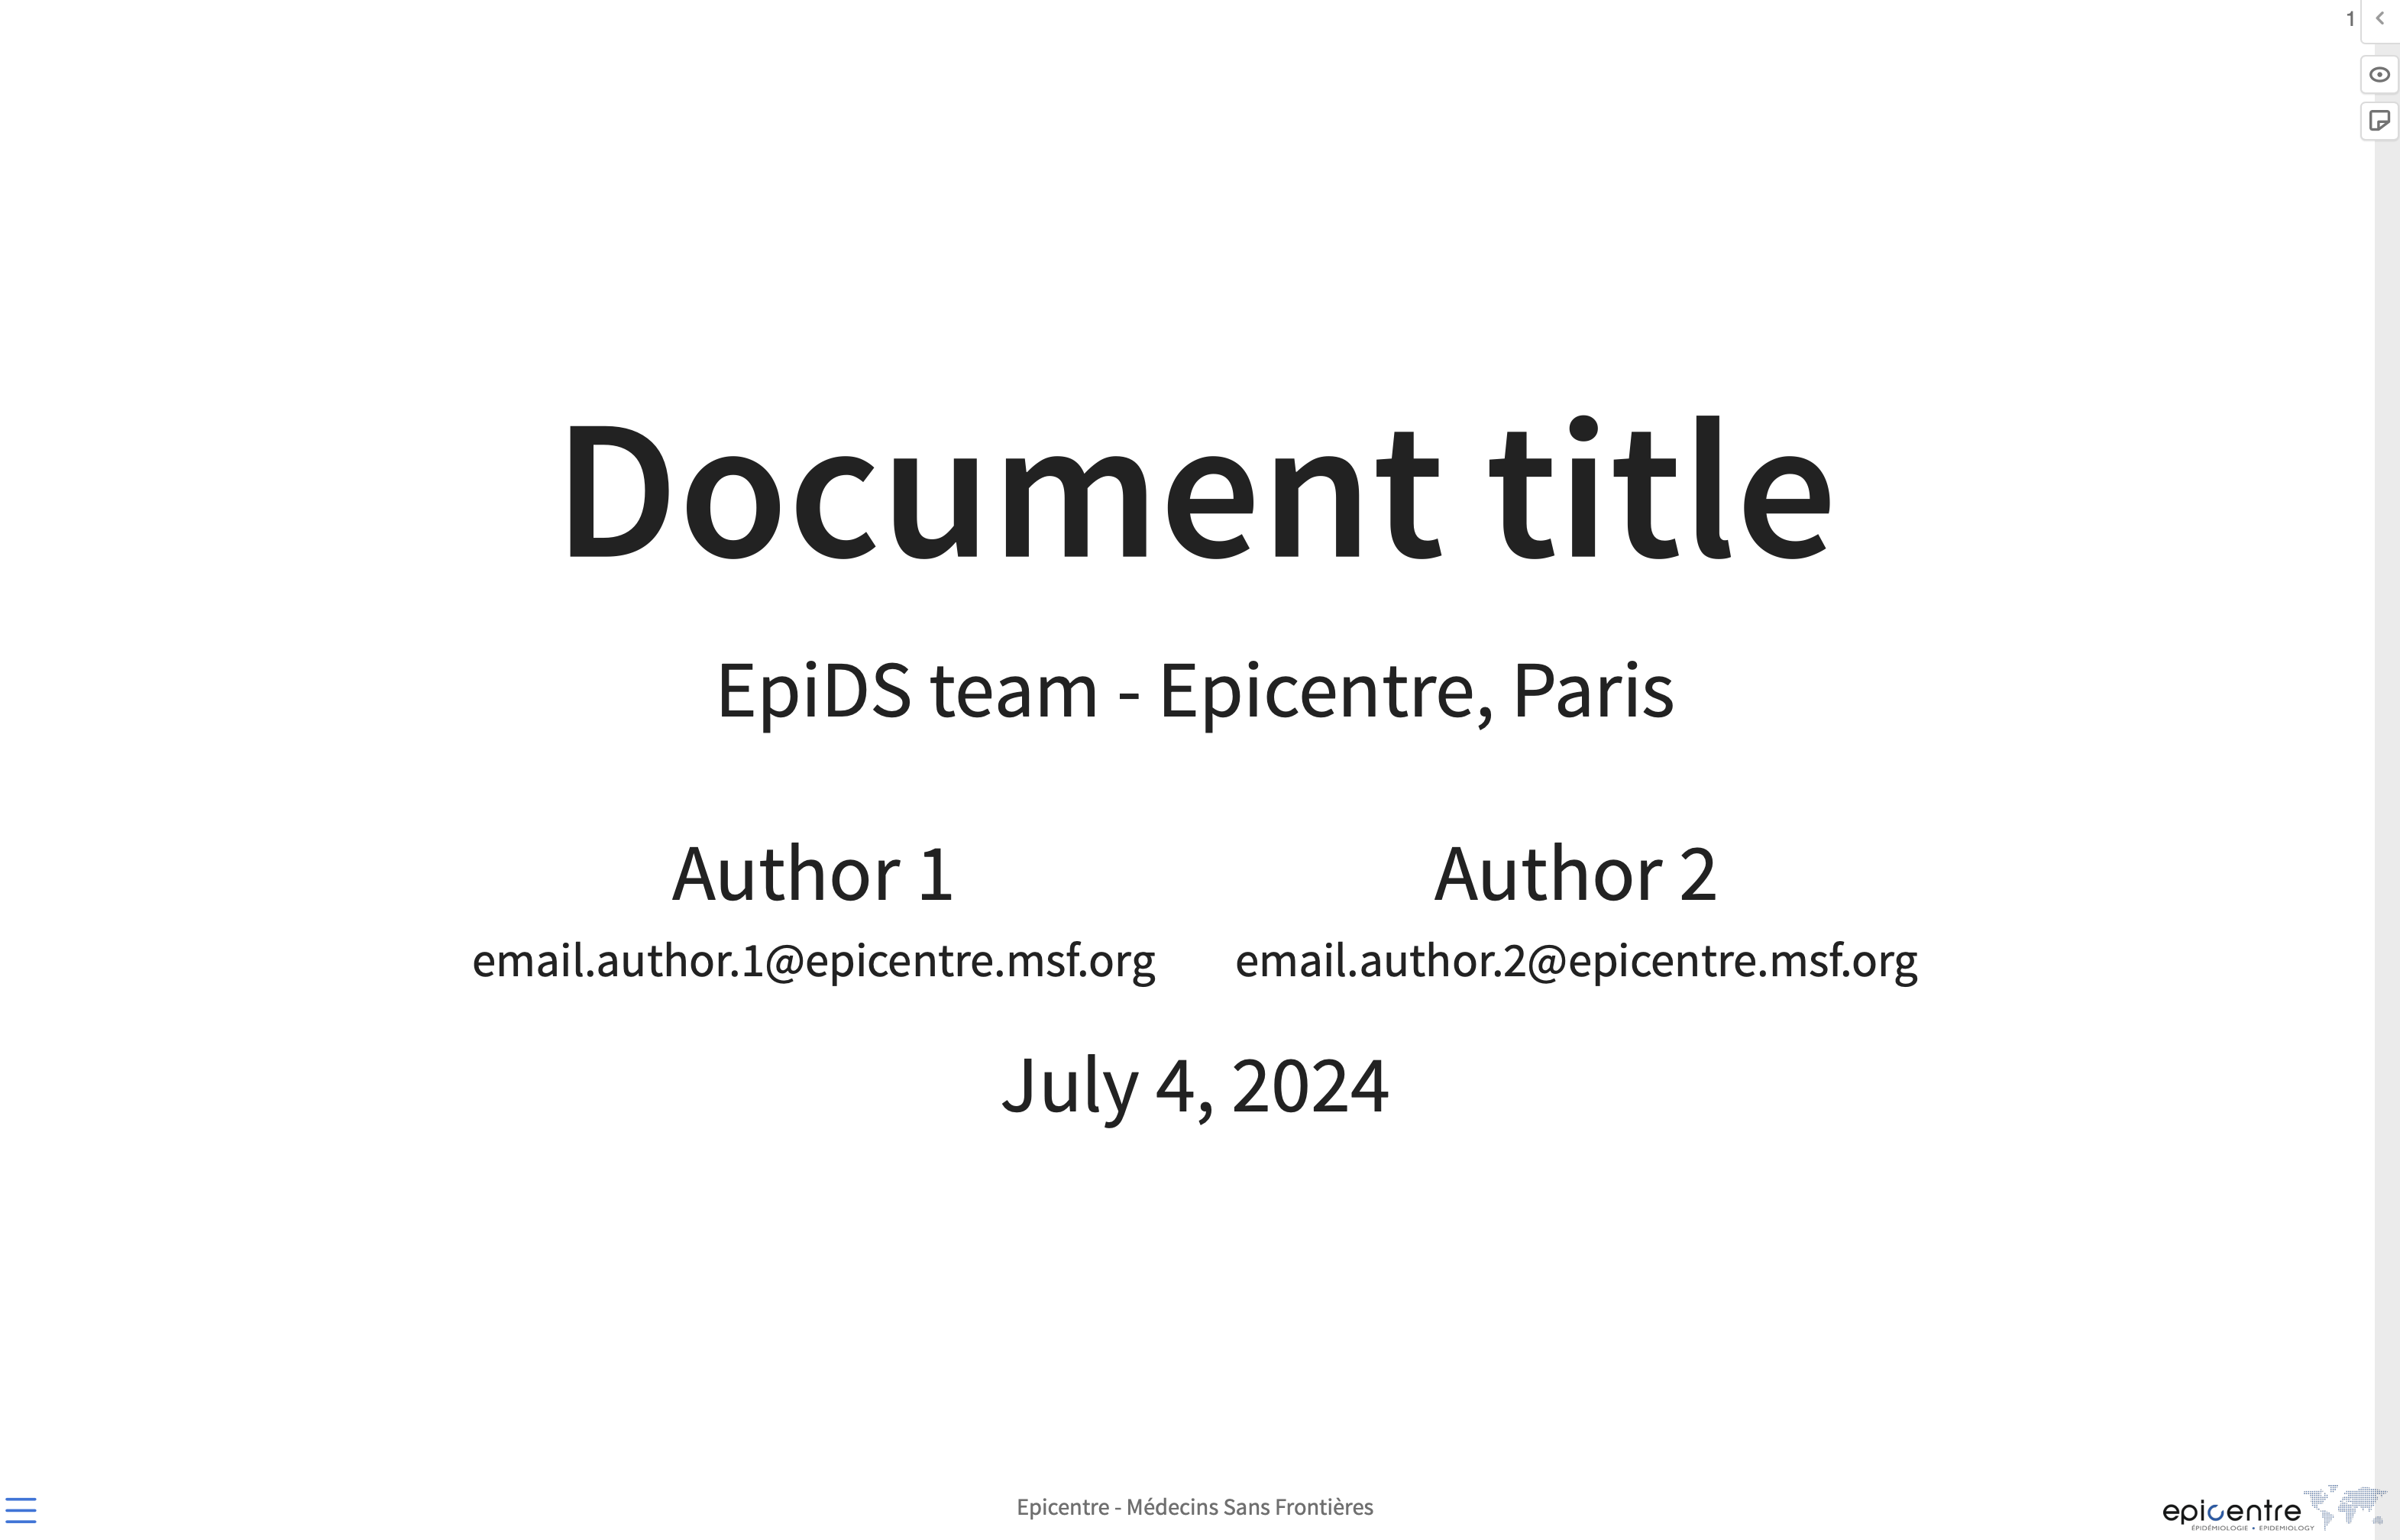 1
Document title
EpiDS team - Epicentre, Paris
Author 1
email.author.1@epicentre.msf.org
Author 2
email.author.2@epicentre.msf.org
July 4, 2024
Epicentre - Médecins Sans Frontières
epicentre
ÉPIDÉMIOLOGIE • EPIDEMIOLOGY